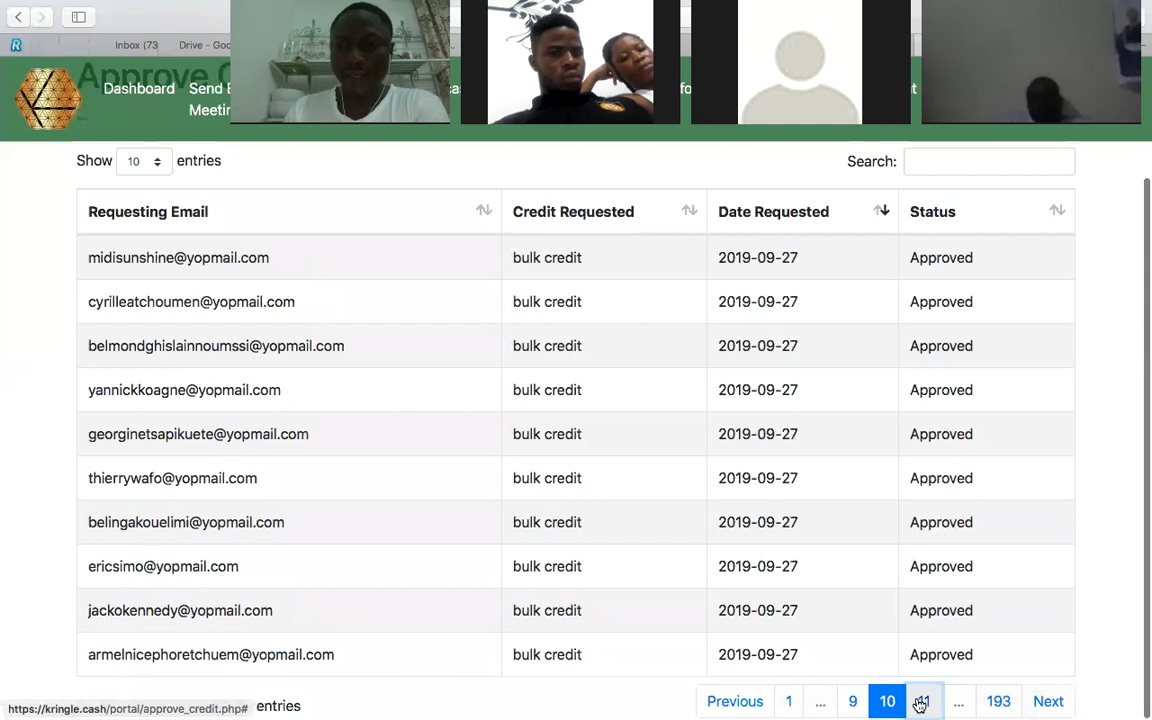 Inbox (73
Drive - Goo
Approve C
Dashboard
Send
Meetin
Show 10 entries
Search:
Requesting Email Credit Requested Date Requested Status
midisunshine@yopmail.com bulk credit 2019-09-27 Approved
cyrilleatchoumen@yopmail.com bulk credit 2019-09-27 Approved
belmondghislainnoumssi@yopmail.com bulk credit 2019-09-27 Approved
yannickkoagne@yopmail.com bulk credit 2019-09-27 Approved
georginetsapikuete@yopmail.com bulk credit 2019-09-27 Approved
thierrywafo@yopmail.com bulk credit 2019-09-27 Approved
belingakouelimi@yopmail.com bulk credit 2019-09-27 Approved
ericsimo@yopmail.com bulk credit 2019-09-27 Approved
jackokennedy@yopmail.com bulk credit 2019-09-27 Approved
armelnicephoretchuem@yopmail.com bulk credit 2019-09-27 Approved
https://kringle.cash/portal/approve_credit.php# entries
Previous 1 ... 9 10 11 ... 193 Next